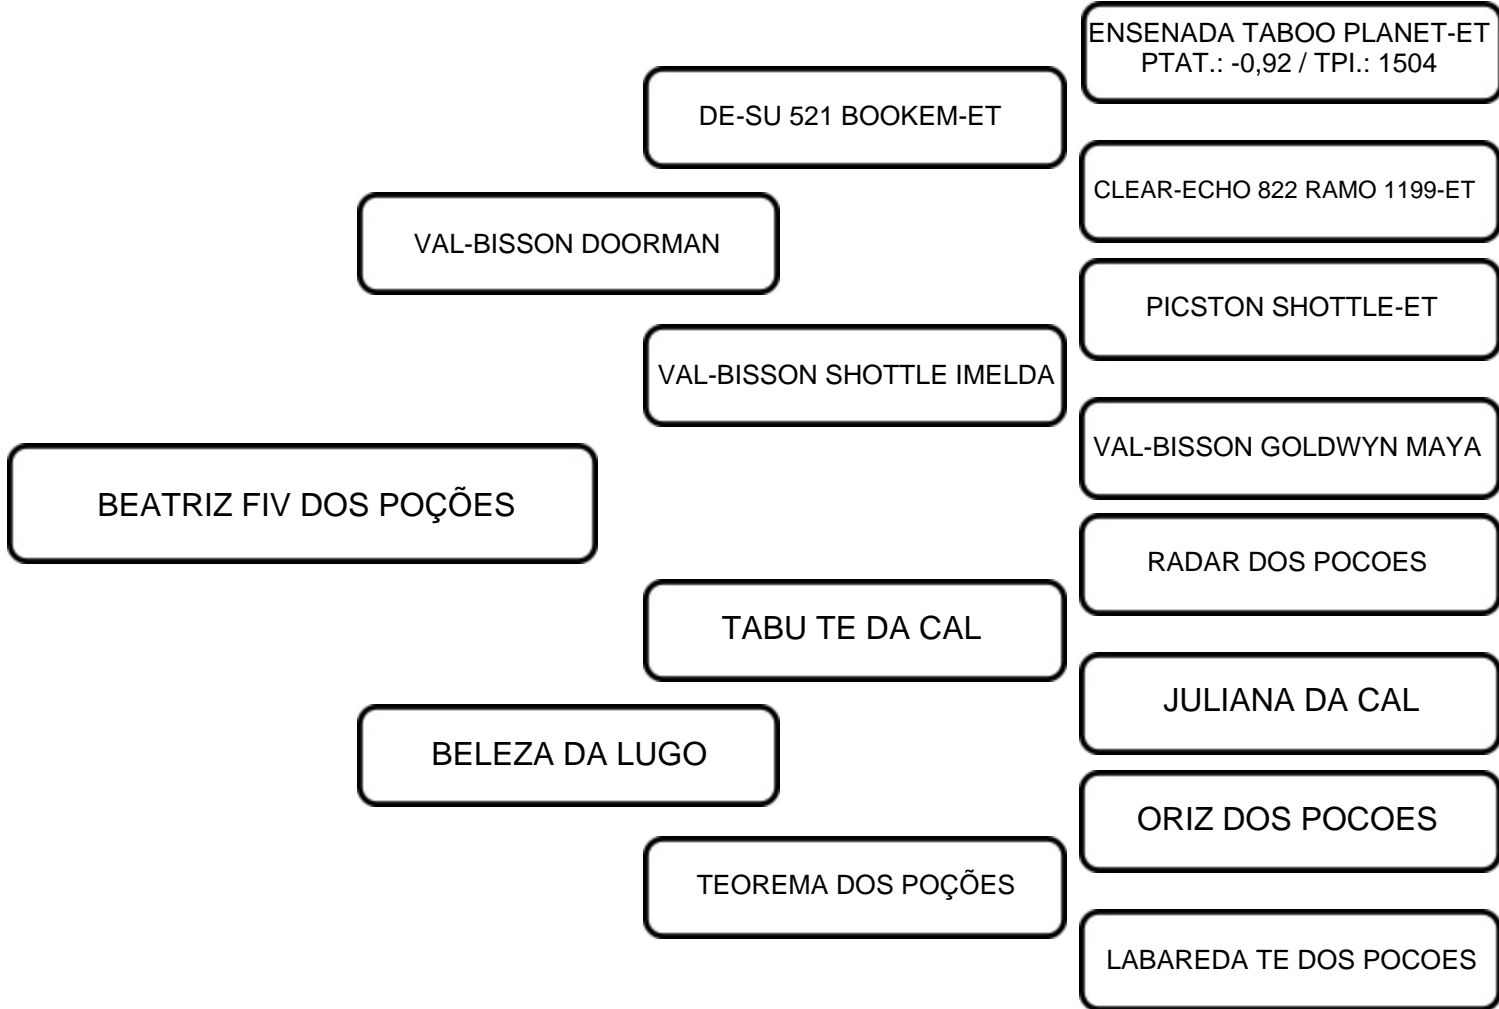 ENSENADA TABOO PLANET-ET
PTAT.: -0,92 / TPI.: 1504
DE-SU 521 BOOKEM-ET
CLEAR-ECHO 822 RAMO 1199-ET
VAL-BISSON DOORMAN
PICSTON SHOTTLE-ET
VAL-BISSON SHOTTLE IMELDA
VAL-BISSON GOLDWYN MAYA
BEATRIZ FIV DOS POÇÕES
RADAR DOS POCOES
TABU TE DA CAL
JULIANA DA CAL
BELEZA DA LUGO
ORIZ DOS POCOES
TEOREMA DOS POÇÕES
LABAREDA TE DOS POCOES